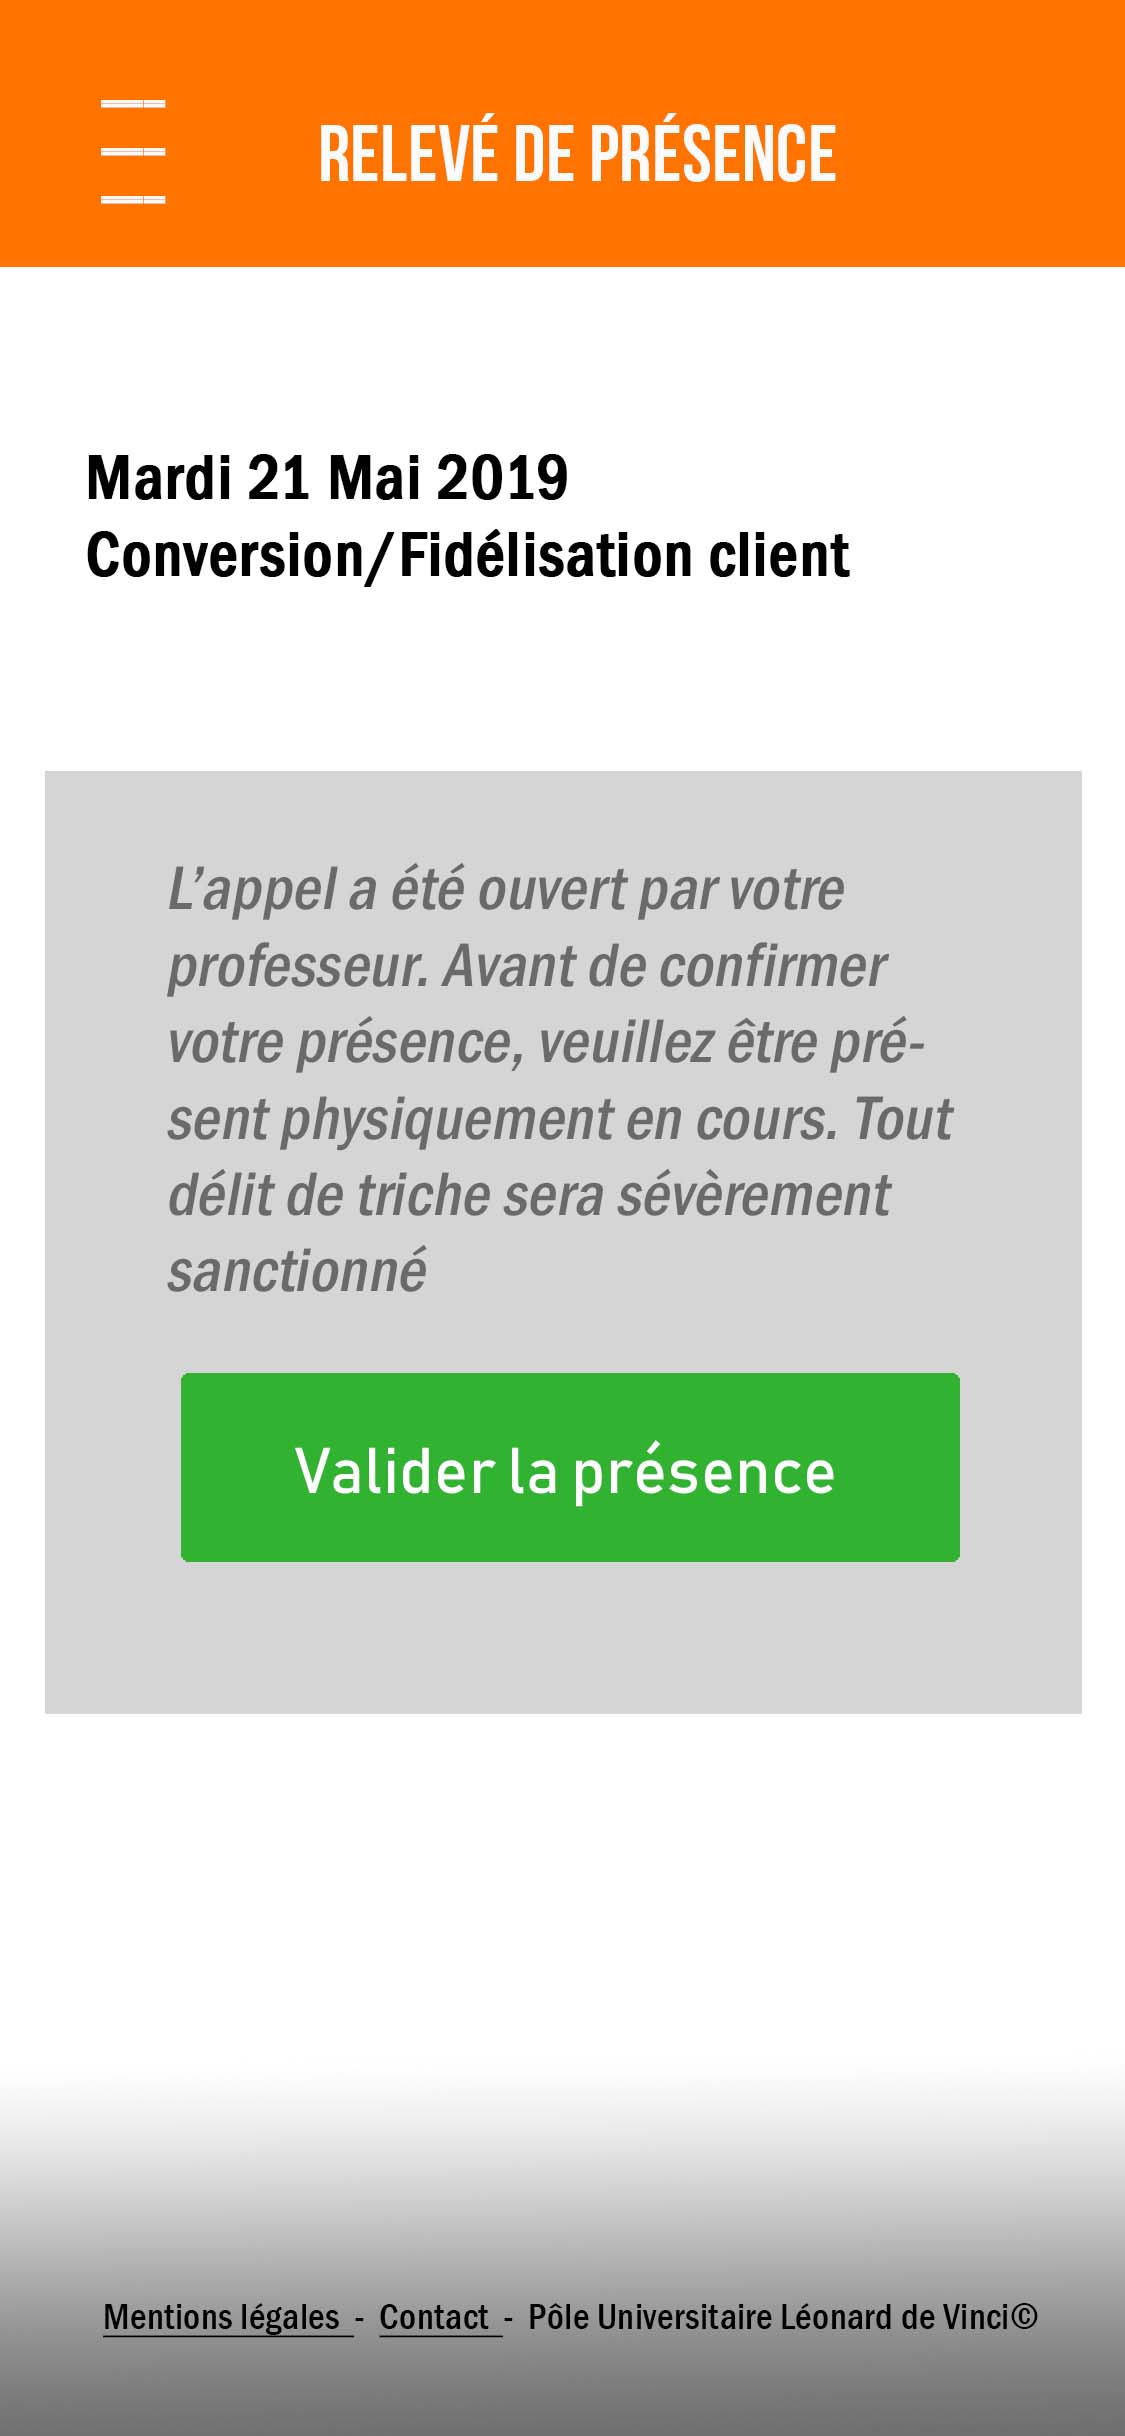 RELEVÉ DE PRÉSENCE
Mardi 21 Mai 2019
Conversion/Fidélisation client
L’appel a été ouvert par votre
professeur. Avant de confirmer
votre présence, veuillez être pré-
sent physiquement en cours. Tout
délit de triche sera sévèrement
sanctionné
Valider la présence
Mentions légales - Contact - Pôle Universitaire Léonard de Vinci©